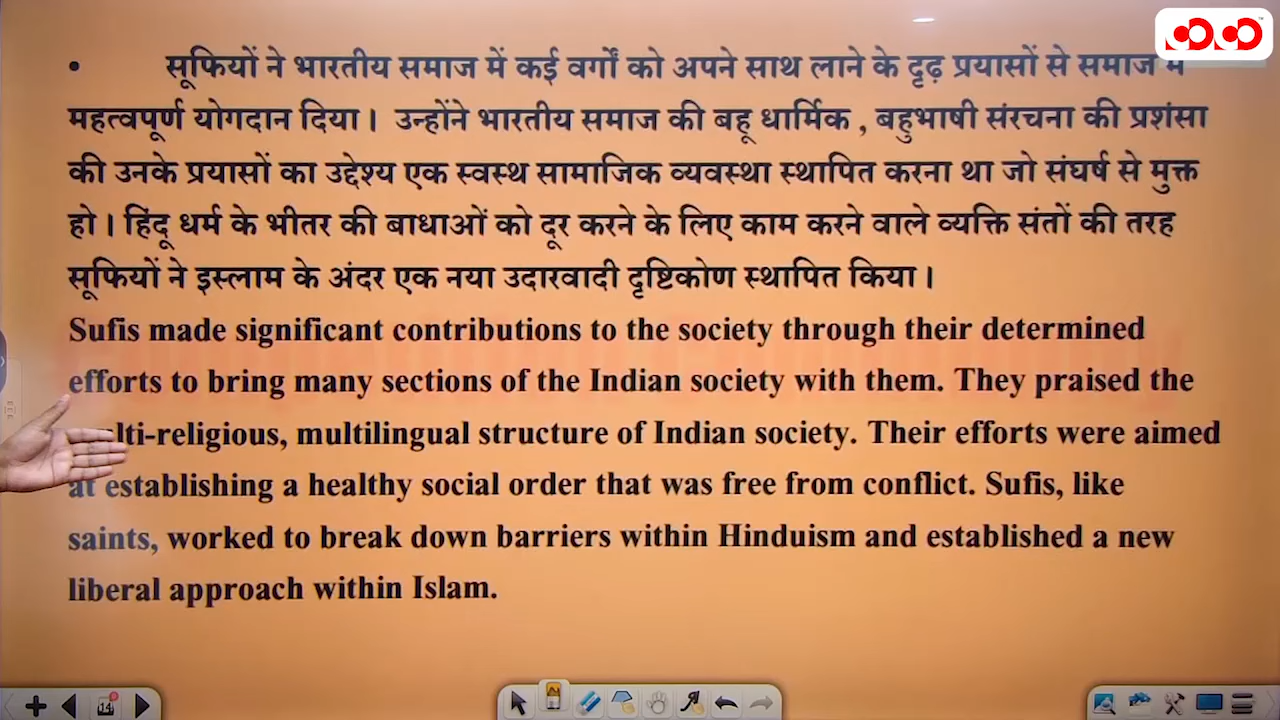 • सूफियों ने भारतीय समाज में कई वर्गों को अपने साथ लाने के दृढ़ प्रयासों से समाज में
महत्वपूर्ण योगदान दिया। उन्होंने भारतीय समाज की बहू धार्मिक , बहुभाषी संरचना की प्रशंसा
की उनके प्रयासों का उद्देश्य एक स्वस्थ सामाजिक व्यवस्था स्थापित करना था जो संघर्ष से मुक्त
हो। हिंदू धर्म के भीतर की बाधाओं को दूर करने के लिए काम करने वाले व्यक्ति संतों की तरह
सूफियों ने इस्लाम के अंदर एक नया उदारवादी दृष्टिकोण स्थापित किया।
Sufis made significant contributions to the society through their determined
efforts to bring many sections of the Indian society with them. They praised the
lti-religious, multilingual structure of Indian society. Their efforts were aimed
at establishing a healthy social order that was free from conflict. Sufis, like
saints, worked to break down barriers within Hinduism and established a new
liberal approach within Islam.
14